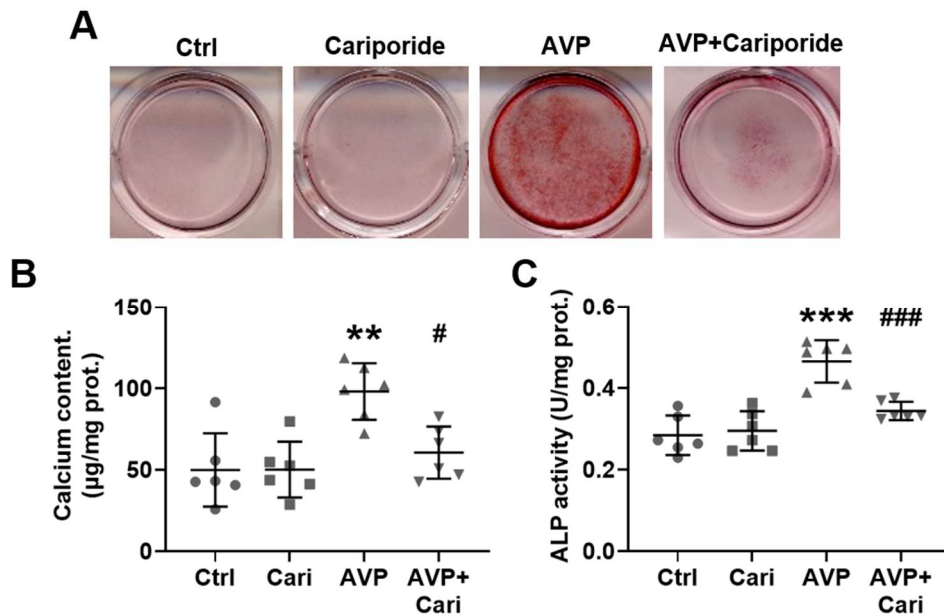 A
Ctrl
Cariporide
AVP
AVP+Cariporide
B
Calcium content.
(µg/mg prot.)
150
100
50
0
**
#
Ctrl
Cari
AVP
AVP+
Cari
C
ALP activity (U/mg prot.)
0.6
0.4
0.2
0.0
***
###
Ctrl
Cari
AVP
AVP+
Cari